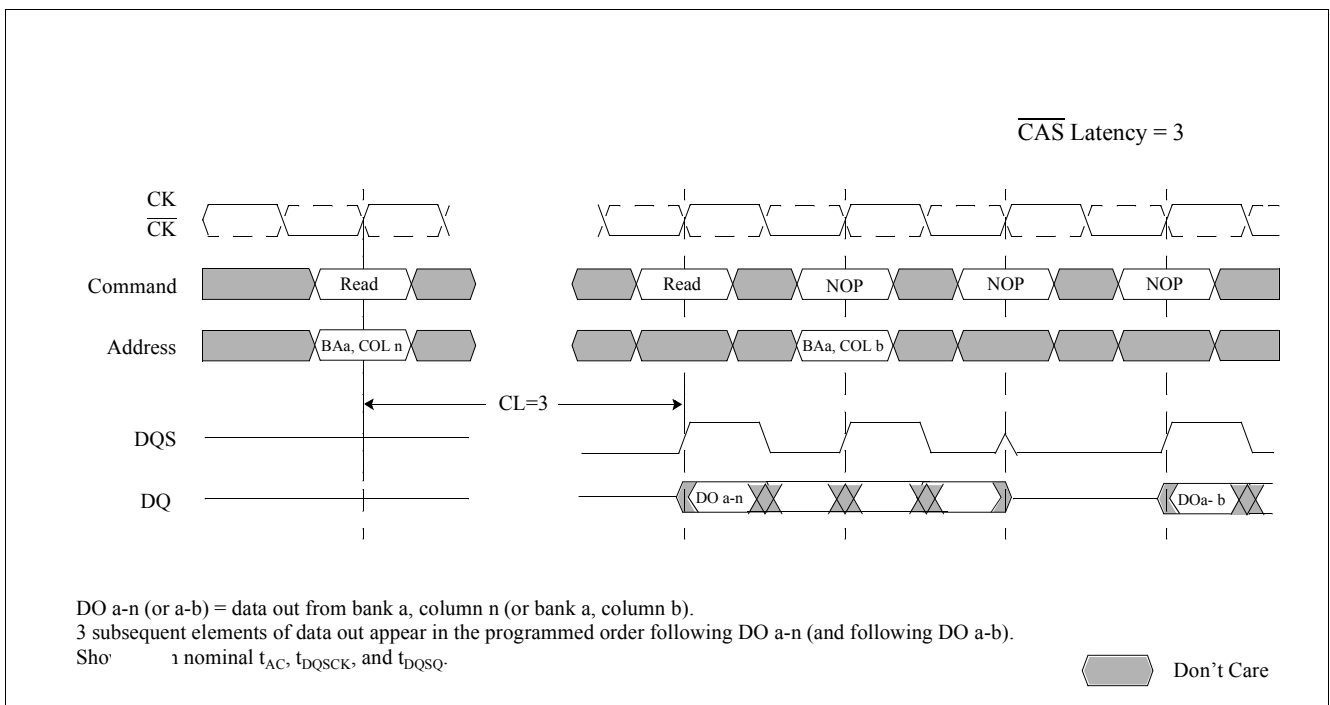 CAS Latency = 3
CK
CK
Command Read Read NOP NOP NOP
Address BAa, COL n BAa, COL b
CL=3
DQS
DQ DO a-n DOa- b
DO a-n (or a-b) = data out from bank a, column n (or bank a, column b).
3 subsequent elements of data out appear in the programmed order following DO a-n (and following DO a-b).
nominal tAC, tDQSCK, and tDQSQ.
Don't Care